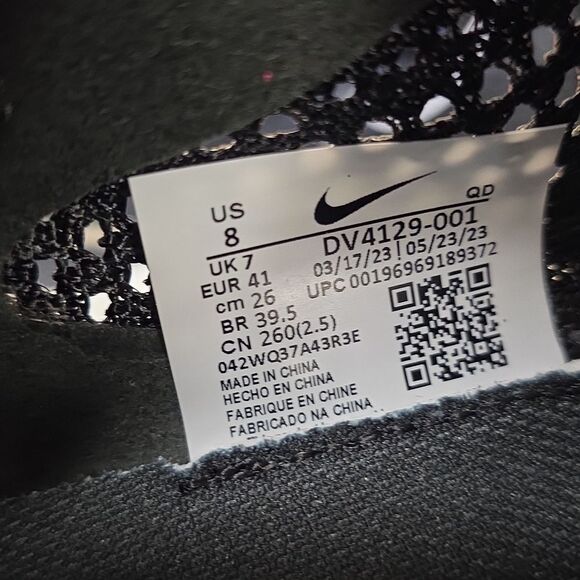 US
8
QD
UK 7
DV4129-001
EUR 41
03/17/23 | 05/23/23
cm 26
UPC 00196969189372
BR 39.5
CN 260(2.5)
042WQ37A43R3E
MADE IN CHINA
HECHO EN CHINA
FABRIQUE EN CHINE
FABRICADO NA CHINA